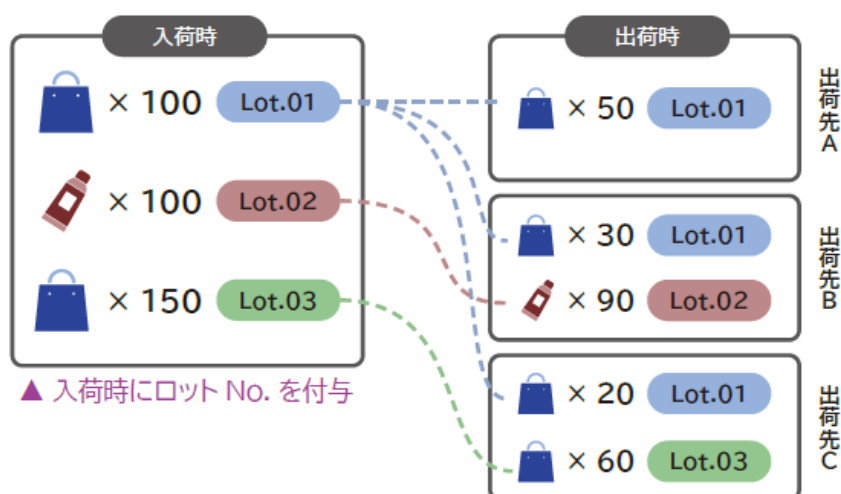 入荷時
× 100 Lot.01
× 100 Lot.02
× 150 Lot.03
▲ 入荷時にロット No. を付与
出荷時
× 50 Lot.01
出荷先A
× 30 Lot.01
× 90 Lot.02
出荷先B
× 20 Lot.01
× 60 Lot.03
出荷先C